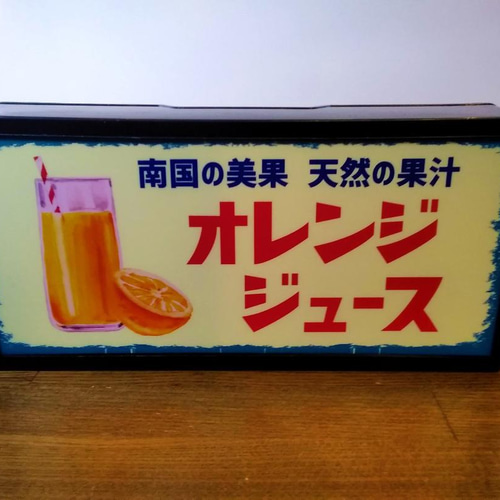 南国の美果 天然の果汁
オレンジ
ジュース